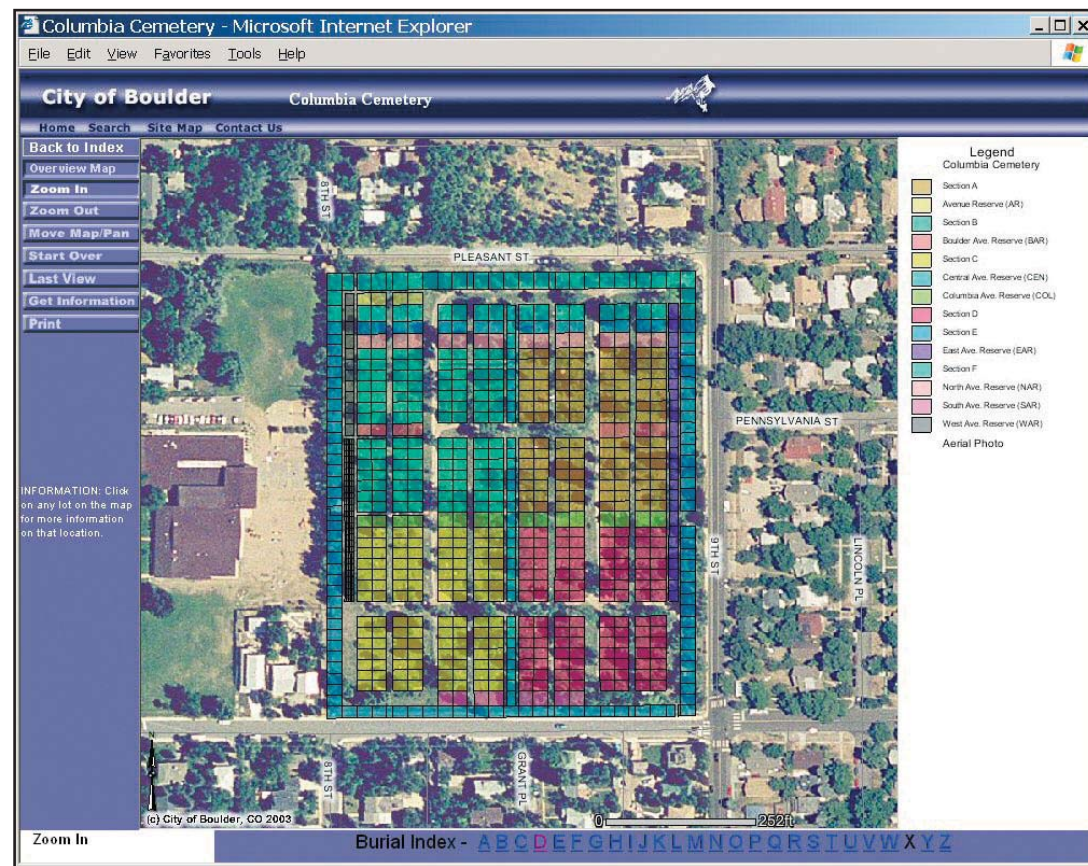 Columbia Cemetery - Microsoft Internet Explorer
File Edit View Favorites Tools Help
City of Boulder Columbia Cemetery
Home Search Site Map Contact Us
Back to Index
Overview Map
Zoom In
Zoom Out
Move Map/Pan
Start Over
Last View
Get Information
Print
INFORMATION: Click
on any lot on the map
for more information
on that location.
8TH ST
PLEASANT ST
PENNSYLVANIA ST
9TH ST
LINCOLN PL
8TH ST
GRANT PL
(c) City of Boulder, CO 2003
0 252ft
Legend
Columbia Cemetery
Section A
Avenue Reserve (AR)
Section B
Boulder Ave. Reserve (BAR)
Section C
Central Ave. Reserve (CEN)
Columbia Ave. Reserve (COL)
Section D
Section E
East Ave. Reserve (EAR)
Section F
North Ave. Reserve (NAR)
South Ave. Reserve (SAR)
West Ave. Reserve (WAR)
Aerial Photo
Zoom In
Burial Index - A B C D E F G H I J K L M N O P Q R S T U V W X Y Z